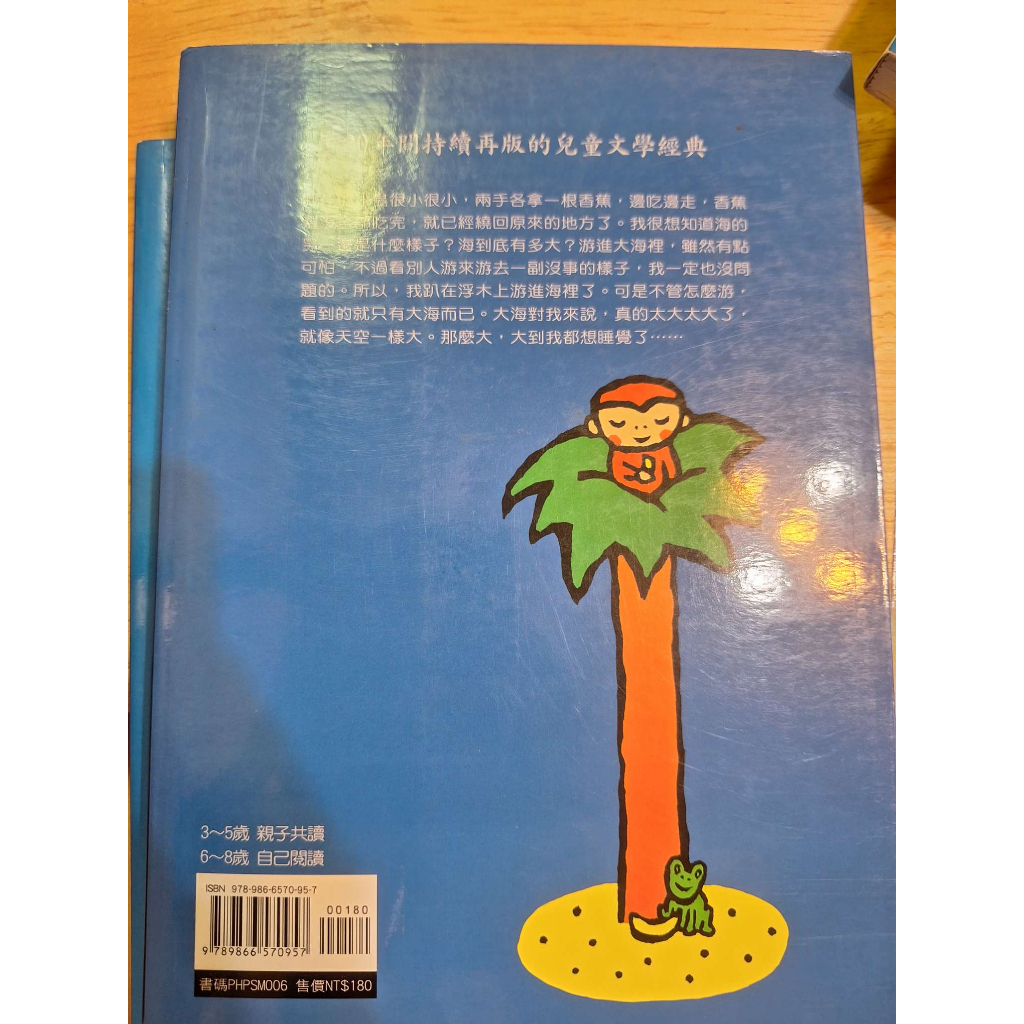 年間持續再版的兒童文學經典
很小很小，兩手各拿一根香蕉，邊吃邊走，香蕉
吃完，就已經繞回原來的地方了。我很想知道海的
是什麼樣子？海到底有多大？游進大海裡，雖然有點
可怕，不過看別人游來游去一副沒事的樣子，我一定也沒問
題的。所以，我趴在浮木上游進海裡了。可是不管怎麼游，
看到的就只有大海而已。大海對我來說，真的太大太大了，
就像天空一樣大。那麼大，大到我都想睡覺了……
3～5歲 親子共讀
6～8歲 自己閱讀
ISBN 978-986-6570-95-7
00180
9 789866 570957
書碼PHPSM006 售價NT$180